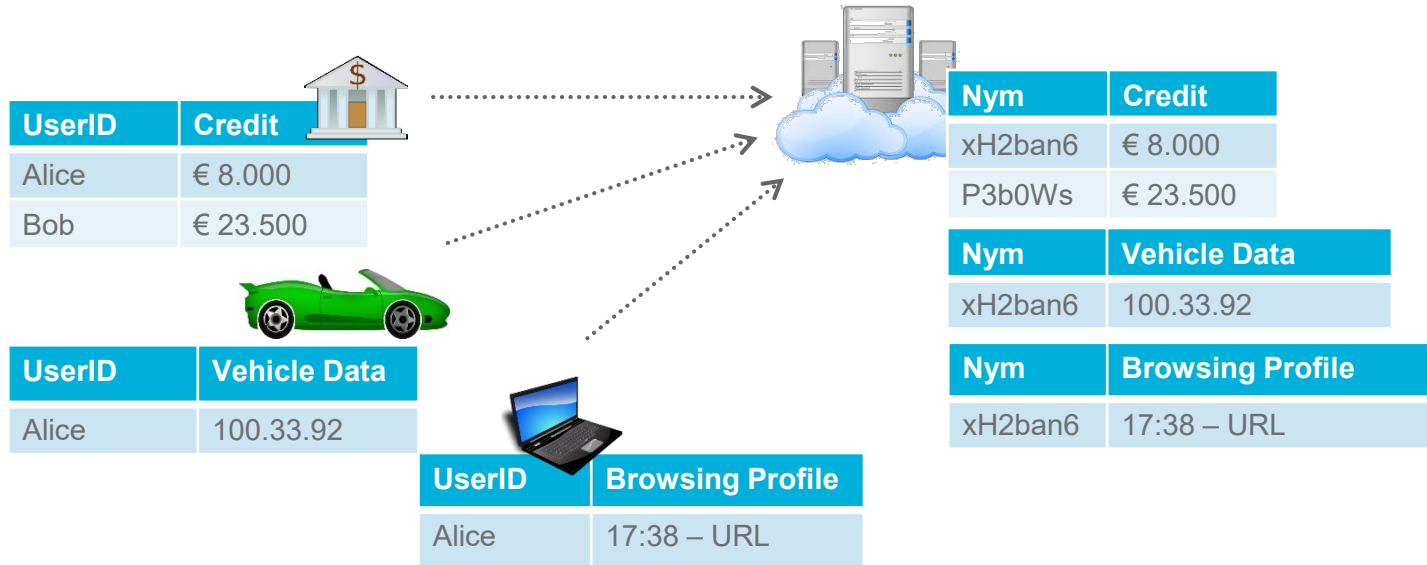 $
UserID Credit
Alice € 8.000
Bob € 23.500
UserID Vehicle Data
Alice 100.33.92
UserID Browsing Profile
Alice 17:38 – URL
Nym Credit
xH2ban6 € 8.000
P3b0Ws € 23.500
Nym Vehicle Data
xH2ban6 100.33.92
Nym Browsing Profile
xH2ban6 17:38 – URL